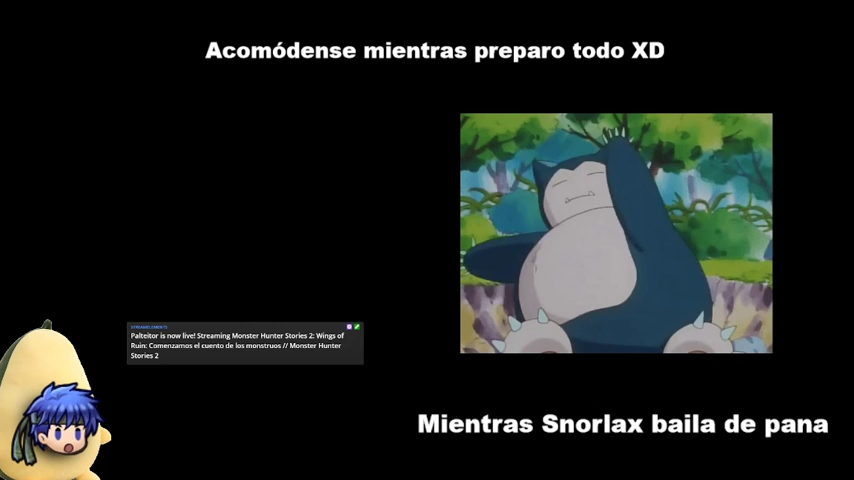 Acomódense mientras preparo todo XD
STREAMELEMENTS
Palteitor is now live! Streaming Monster Hunter Stories 2: Wings of
Ruin: Comenzamos el cuento de los monstruos // Monster Hunter
Stories 2
Mientras Snorlax baila de pana